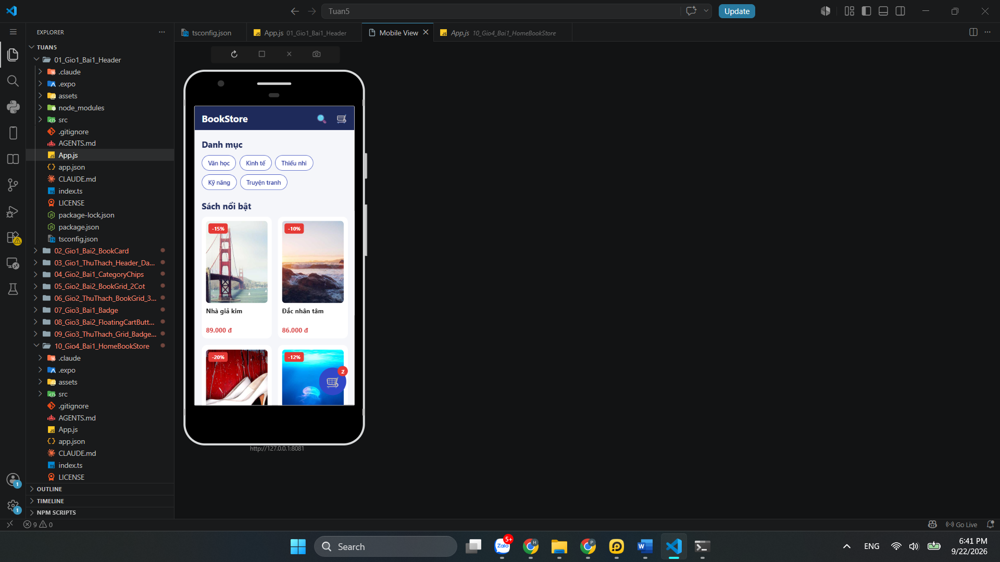 Tuan5
Update
EXPLORER
TUAN5
01_Gio1_Bai1_Header
.claude
.expo
assets
node_modules
src
.gitignore
AGENTS.md
App.js
app.json
CLAUDE.md
index.ts
LICENSE
package-lock.json
package.json
tsconfig.json
02_Gio1_Bai2_BookCard
03_Gio1_ThuThach_Header_Da...
04_Gio2_Bai1_CategoryChips
05_Gio2_Bai2_BookGrid_2Cot
06_Gio2_ThuThach_BookGrid_3...
07_Gio3_Bai1_Badge
08_Gio3_Bai2_FloatingCartButt...
09_Gio3_ThuThach_Grid_Badge...
10_Gio4_Bai1_HomeBookStore
.claude
.expo
assets
src
.gitignore
AGENTS.md
App.js
app.json
CLAUDE.md
index.ts
LICENSE
OUTLINE
TIMELINE
NPM SCRIPTS
tsconfig.json
App.js 01_Gio1_Bai1_Header
Mobile View
App.js 10_Gio4_Bai1_HomeBookStore
BookStore
Danh mục
Văn học
Kinh tế
Thiếu nhi
Kỹ năng
Truyện tranh
Sách nổi bật
-15%
-10%
Nhà giả kim
Đắc nhân tâm
89.000 đ
86.000 đ
-20%
-12%
2
http://127.0.0.1:8081
1
1
9
0
Go Live
Search
5+
Zalo
H
P
W
ENG
6:41 PM
9/22/2026